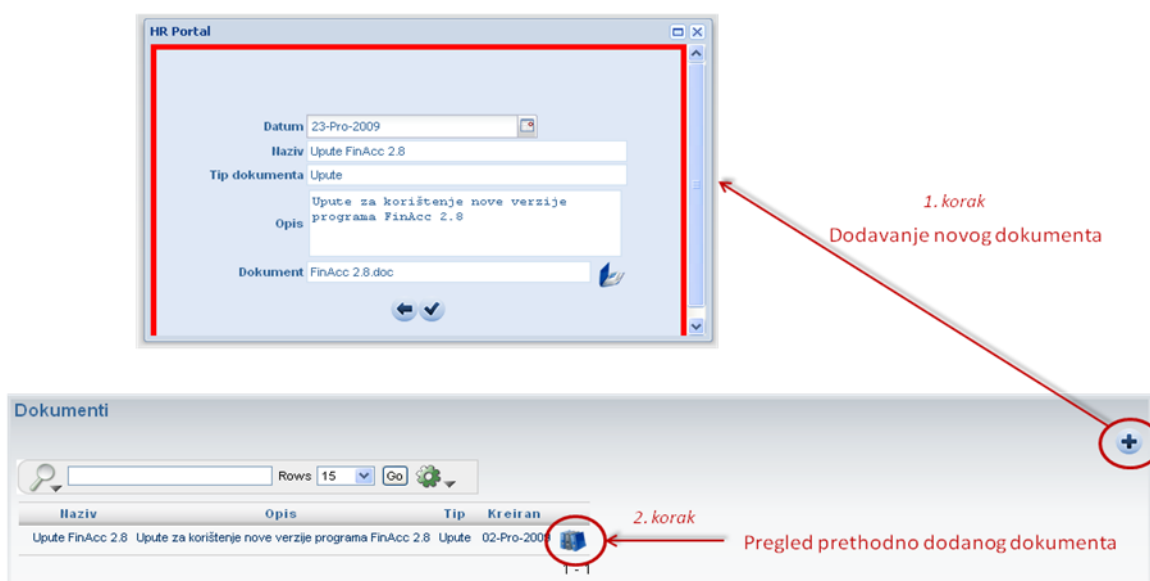 HR Portal
Datum 23-Pro-2009
Naziv Upute FinAcc 2.8
Tip dokumenta Upute
Opis Upute za korištenje nove verzije
programa FinAcc 2.8
Dokument FinAcc 2.8.doc
1. korak
Dodavanje novog dokumenta
Dokumenti
Rows 15 Go
Naziv Opis Tip Kreiran
Upute FinAcc 2.8 Upute za korištenje nove verzije programa FinAcc 2.8 Upute 02-Pro-2009
1 - 1
2. korak
Pregled prethodno dodanog dokumenta